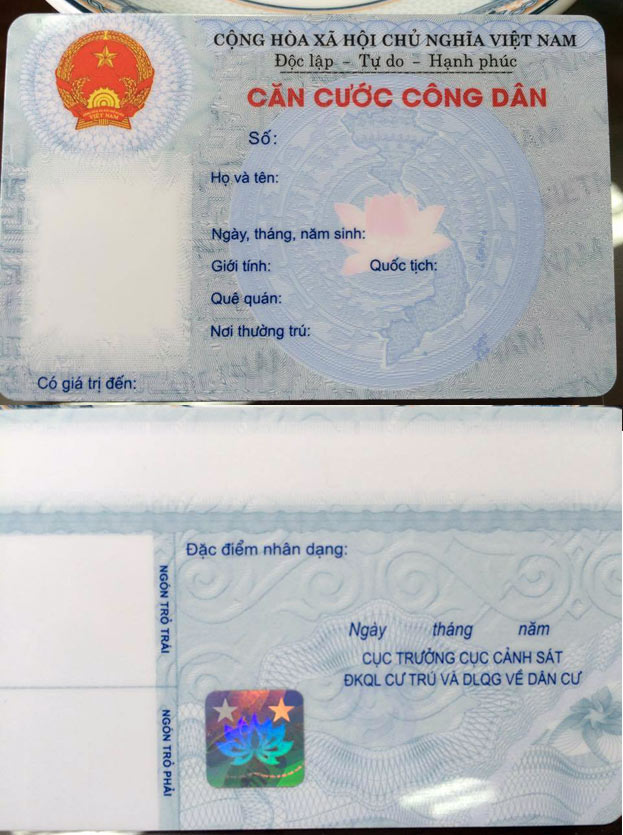 CỘNG HÒA XÃ HỘI CHỦ NGHĨA VIỆT NAM
Độc lập - Tự do - Hạnh phúc
CĂN CƯỚC CÔNG DÂN
Số:
Họ và tên:
Ngày, tháng, năm sinh:
Giới tính: Quốc tịch:
Quê quán:
Nơi thường trú:
Có giá trị đến:
Đặc điểm nhân dạng:
NGÓN TRỎ TRÁI
NGÓN TRỎ PHẢI
Ngày tháng năm
CỤC TRƯỞNG CỤC CẢNH SÁT
ĐKQL CƯ TRÚ VÀ DLQG VỀ DÂN CƯ